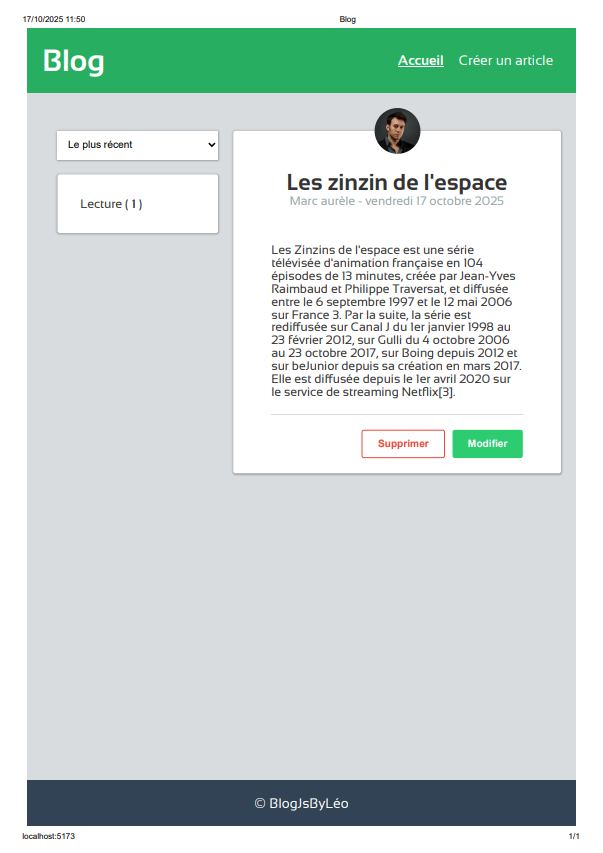 17/10/2025 11:50
Blog
Blog
Accueil
Créer un article
Le plus récent
Lecture ( 1 )
Les zinzin de l'espace
Marc aurèle - vendredi 17 octobre 2025
Les Zinzins de l'espace est une série
télévisée d'animation française en 104
épisodes de 13 minutes, créée par Jean-Yves
Raimbaud et Philippe Traversat, et diffusée
entre le 6 septembre 1997 et le 12 mai 2006
sur France 3. Par la suite, la série est
rediffusée sur Canal J du 1er janvier 1998 au
23 février 2012, sur Gulli du 4 octobre 2006
au 23 octobre 2017, sur Boing depuis 2012 et
sur beJunior depuis sa création en mars 2017.
Elle est diffusée depuis le 1er avril 2020 sur
le service de streaming Netflix[3].
Supprimer
Modifier
© BlogJsByLéo
localhost:5173
1/1